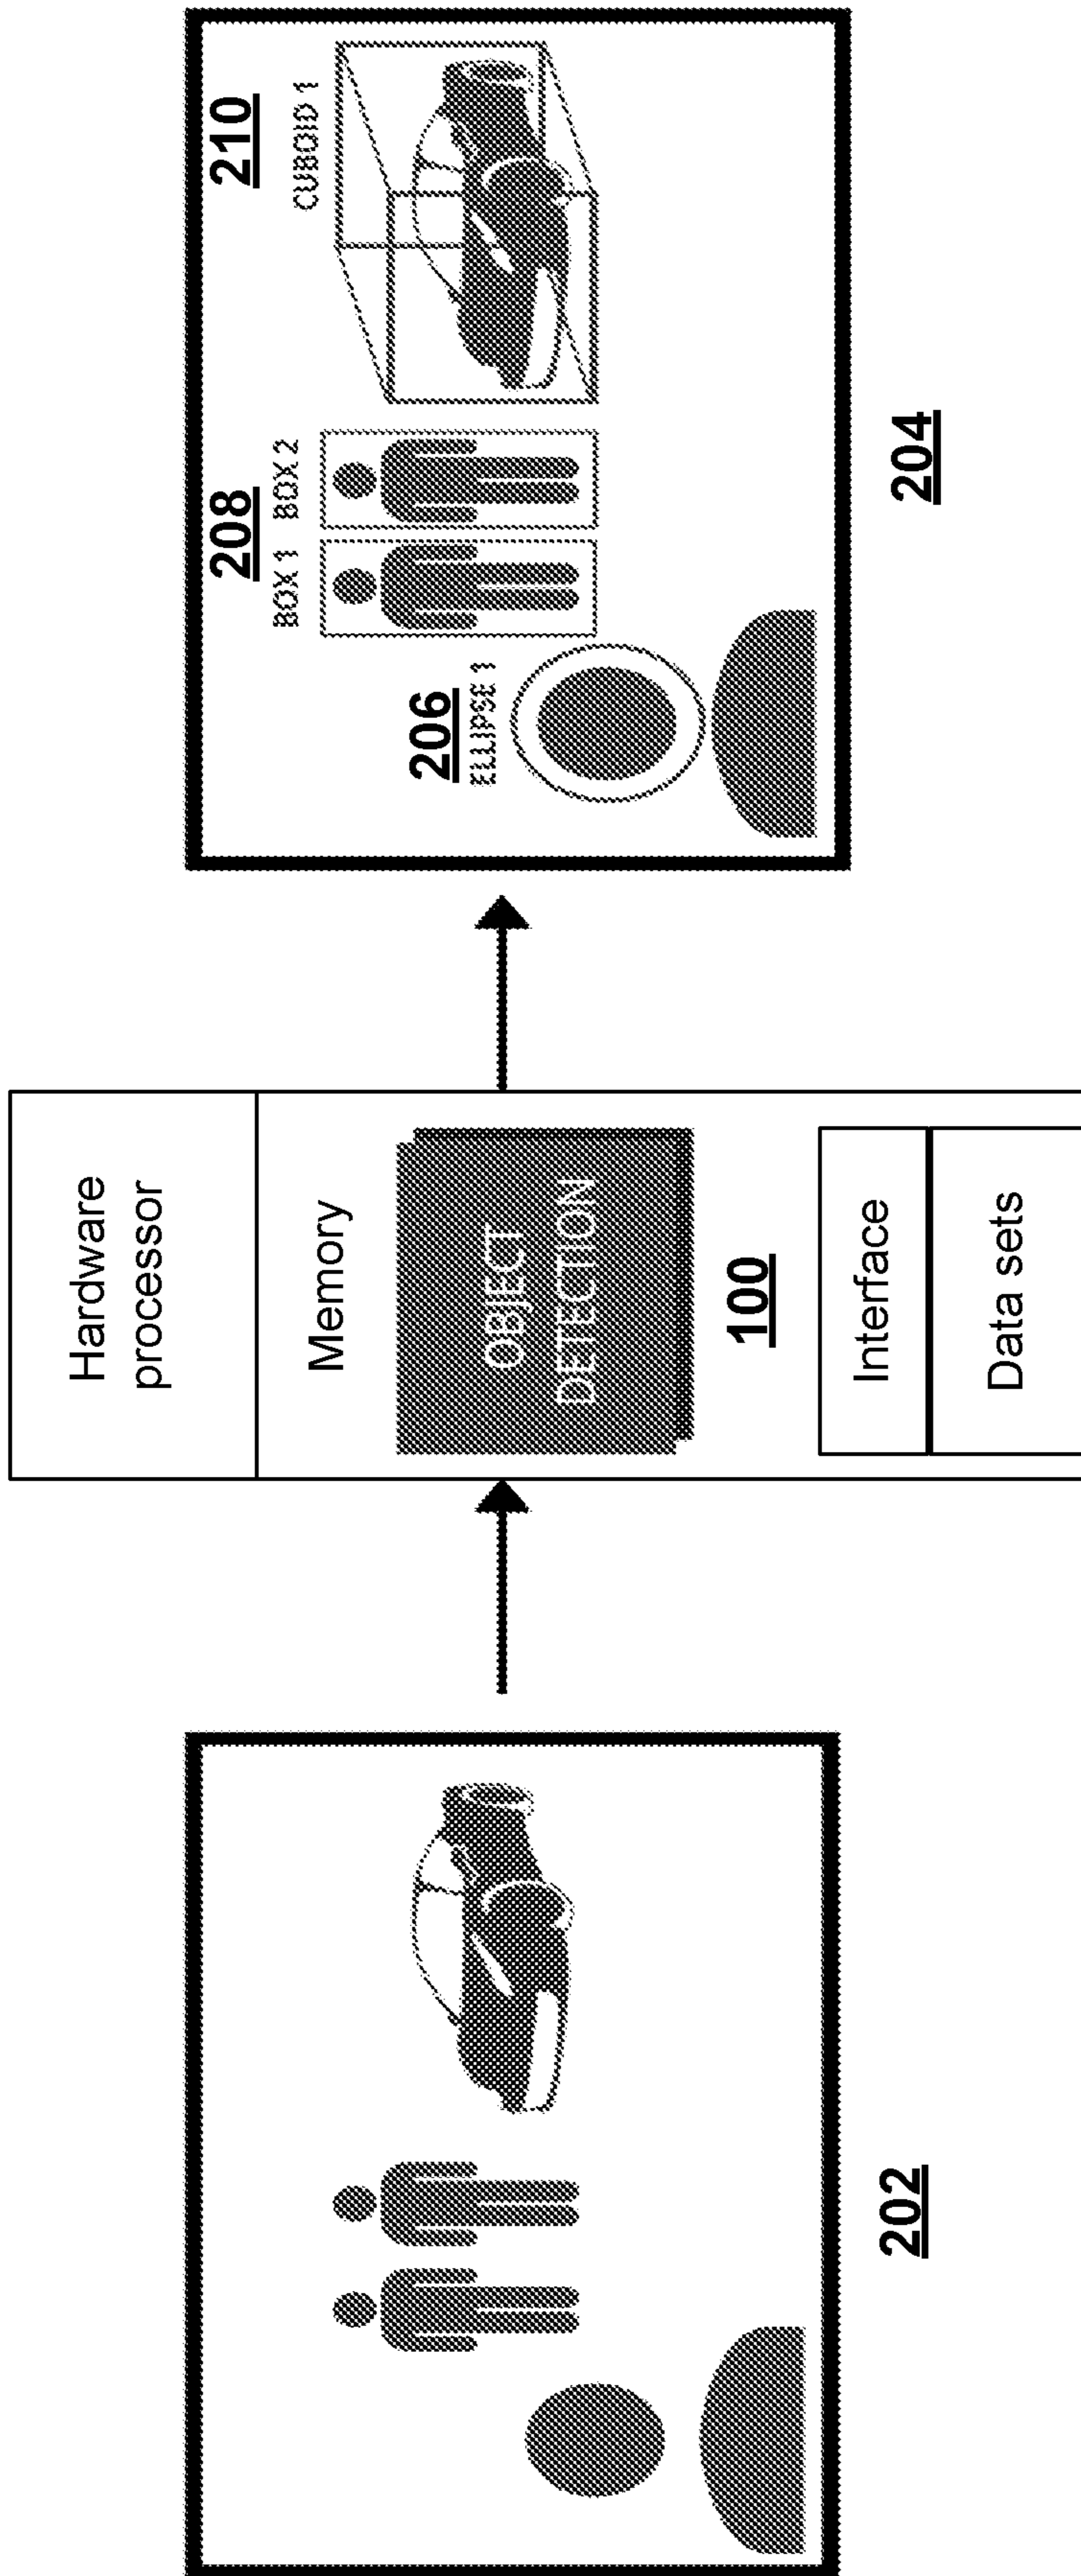 202
Hardware
processor
Memory
OBJECT
DETECTION
100
Interface
Data sets
206
ELLIPSE 1
208
BOX 1 BOX 2
210
CUBOID 1
204